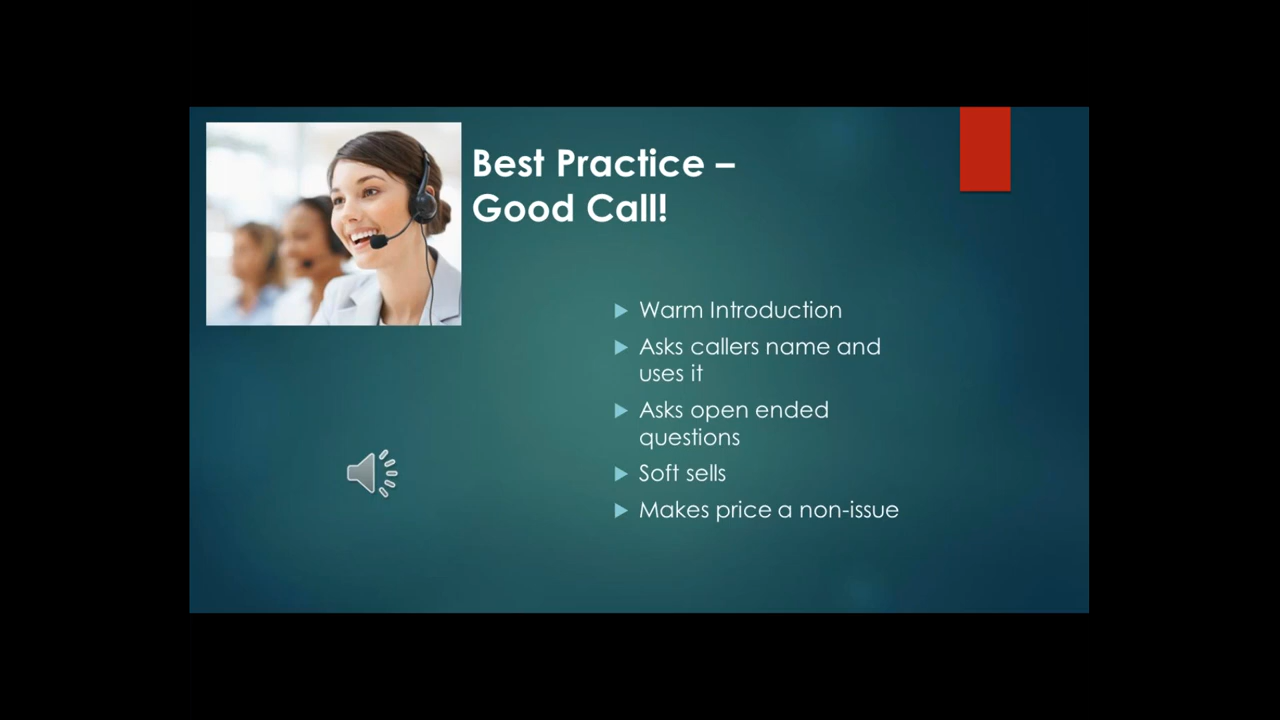 Best Practice –
Good Call!
Warm Introduction
Asks callers name and
uses it
Asks open ended
questions
Soft sells
Makes price a non-issue